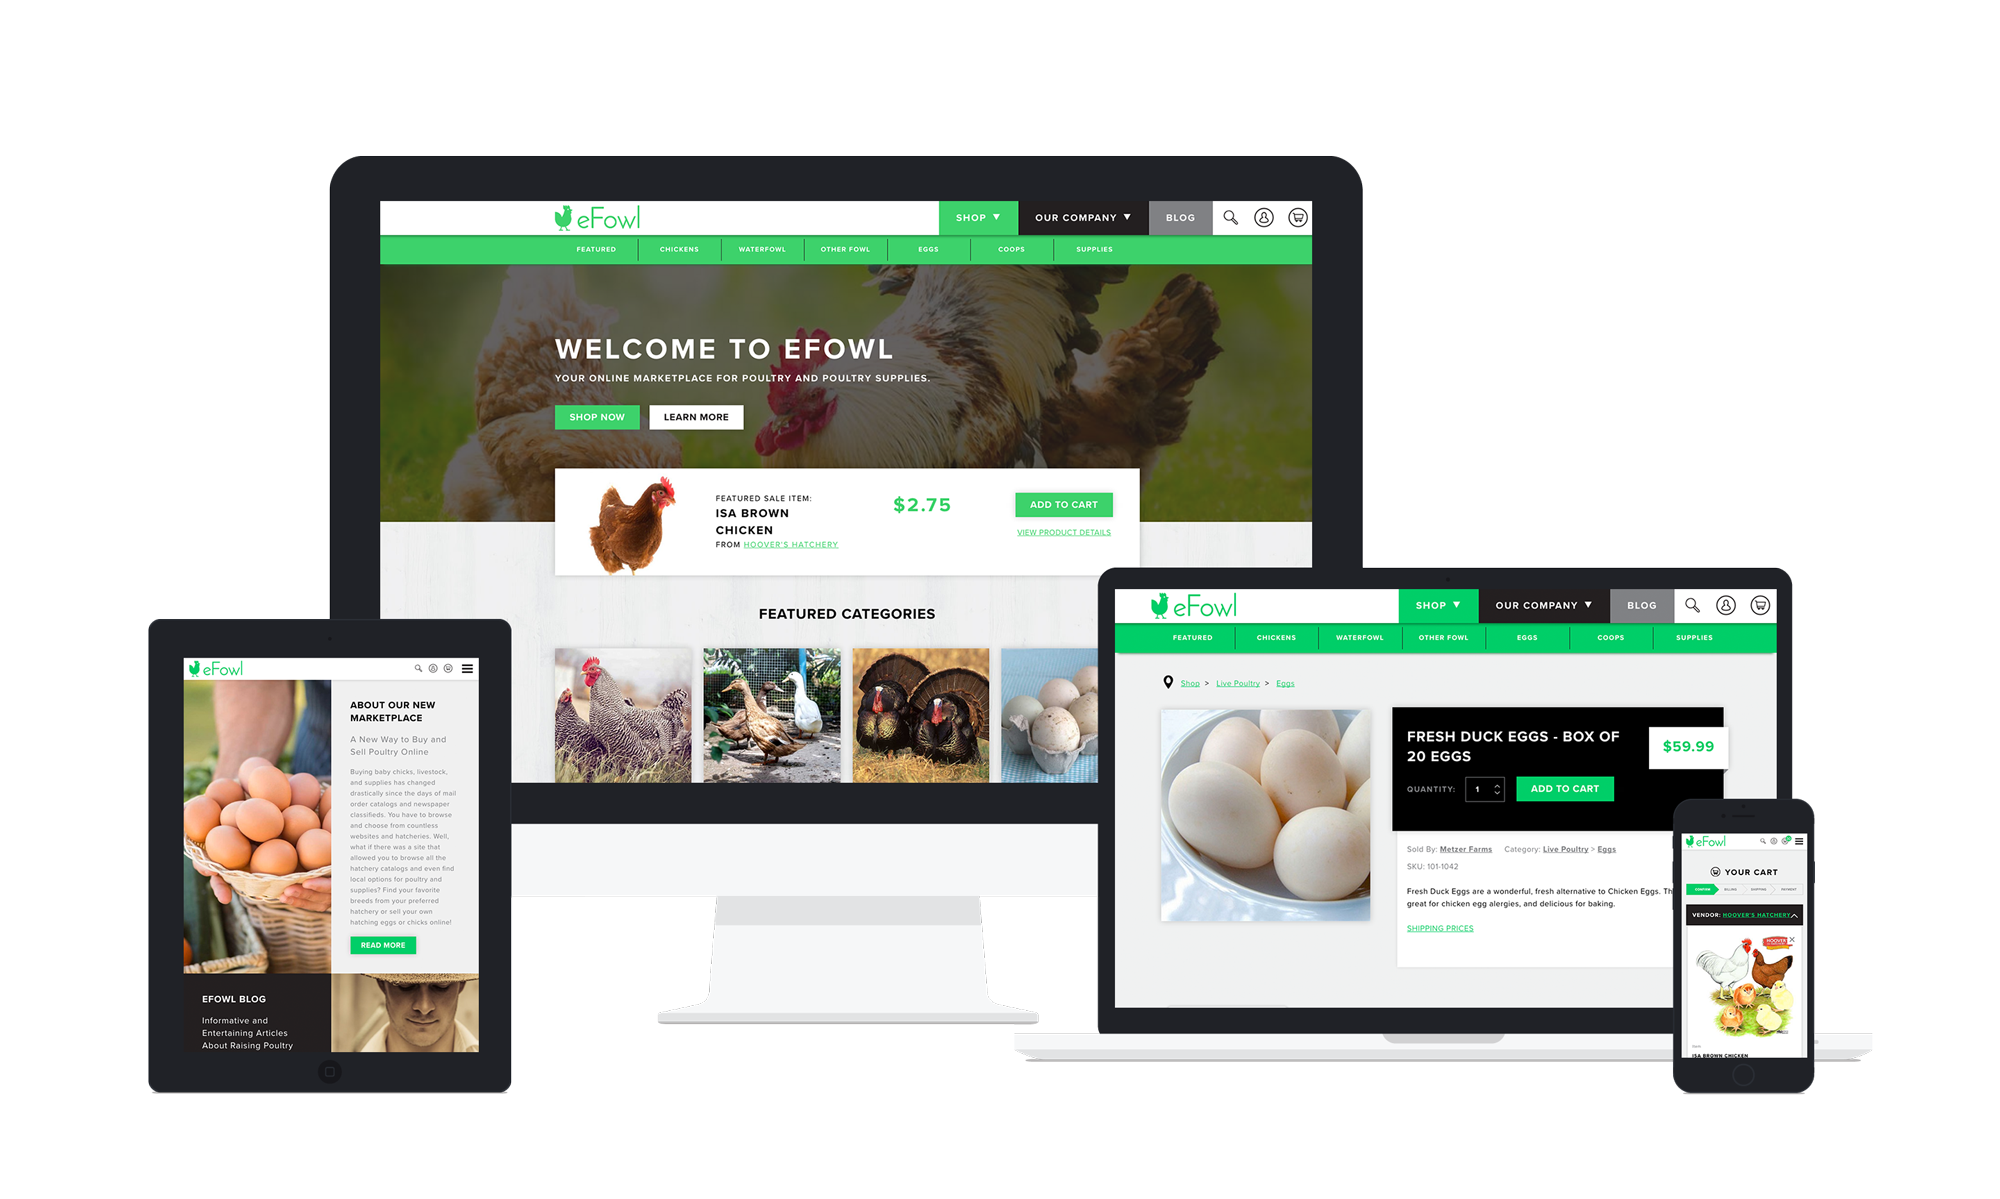 eFowl
SHOP ▼
OUR COMPANY ▼
BLOG
FEATURED
CHICKENS
WATERFOWL
OTHER FOWL
EGGS
COOPS
SUPPLIES
WELCOME TO EFOWL
YOUR ONLINE MARKETPLACE FOR POULTRY AND POULTRY SUPPLIES.
SHOP NOW
LEARN MORE
FEATURED SALE ITEM:
ISA BROWN
CHICKEN
FROM HOOVER'S HATCHERY
$2.75
ADD TO CART
VIEW PRODUCT DETAILS
FEATURED CATEGORIES
eFowl
ABOUT OUR NEW
MARKETPLACE
A New Way to Buy and
Sell Poultry Online
Buying baby chicks, livestock,
and supplies has changed
drastically since the days of mail
order catalogs and newspaper
classifieds. You have to browse
and choose from countless
websites and hatcheries. Well,
what if there was a site that
allowed you to browse all the
hatchery catalogs and even find
local options for poultry and
supplies? Find your favorite
breeds from your preferred
hatchery or sell your own
hatching eggs or chicks online!
READ MORE
EFOWL BLOG
Informative and
Entertaining Articles
About Raising Poultry
eFowl
SHOP ▼
OUR COMPANY ▼
BLOG
FEATURED
CHICKENS
WATERFOWL
OTHER FOWL
EGGS
COOPS
SUPPLIES
Shop > Live Poultry > Eggs
FRESH DUCK EGGS - BOX OF
20 EGGS
$59.99
QUANTITY: 1
ADD TO CART
Sold By: Metzer Farms Category: Live Poultry > Eggs
SKU: 101-1042
Fresh Duck Eggs are a wonderful, fresh alternative to Chicken Eggs. Th
great for chicken egg alergies, and delicious for baking.
SHIPPING PRICES
eFowl
YOUR CART
CONFIRM
BILLING
SHIPPING
PAYMENT
VENDOR: HOOVER'S HATCHERY
HOOVER'S
ISA BROWN CHICKEN